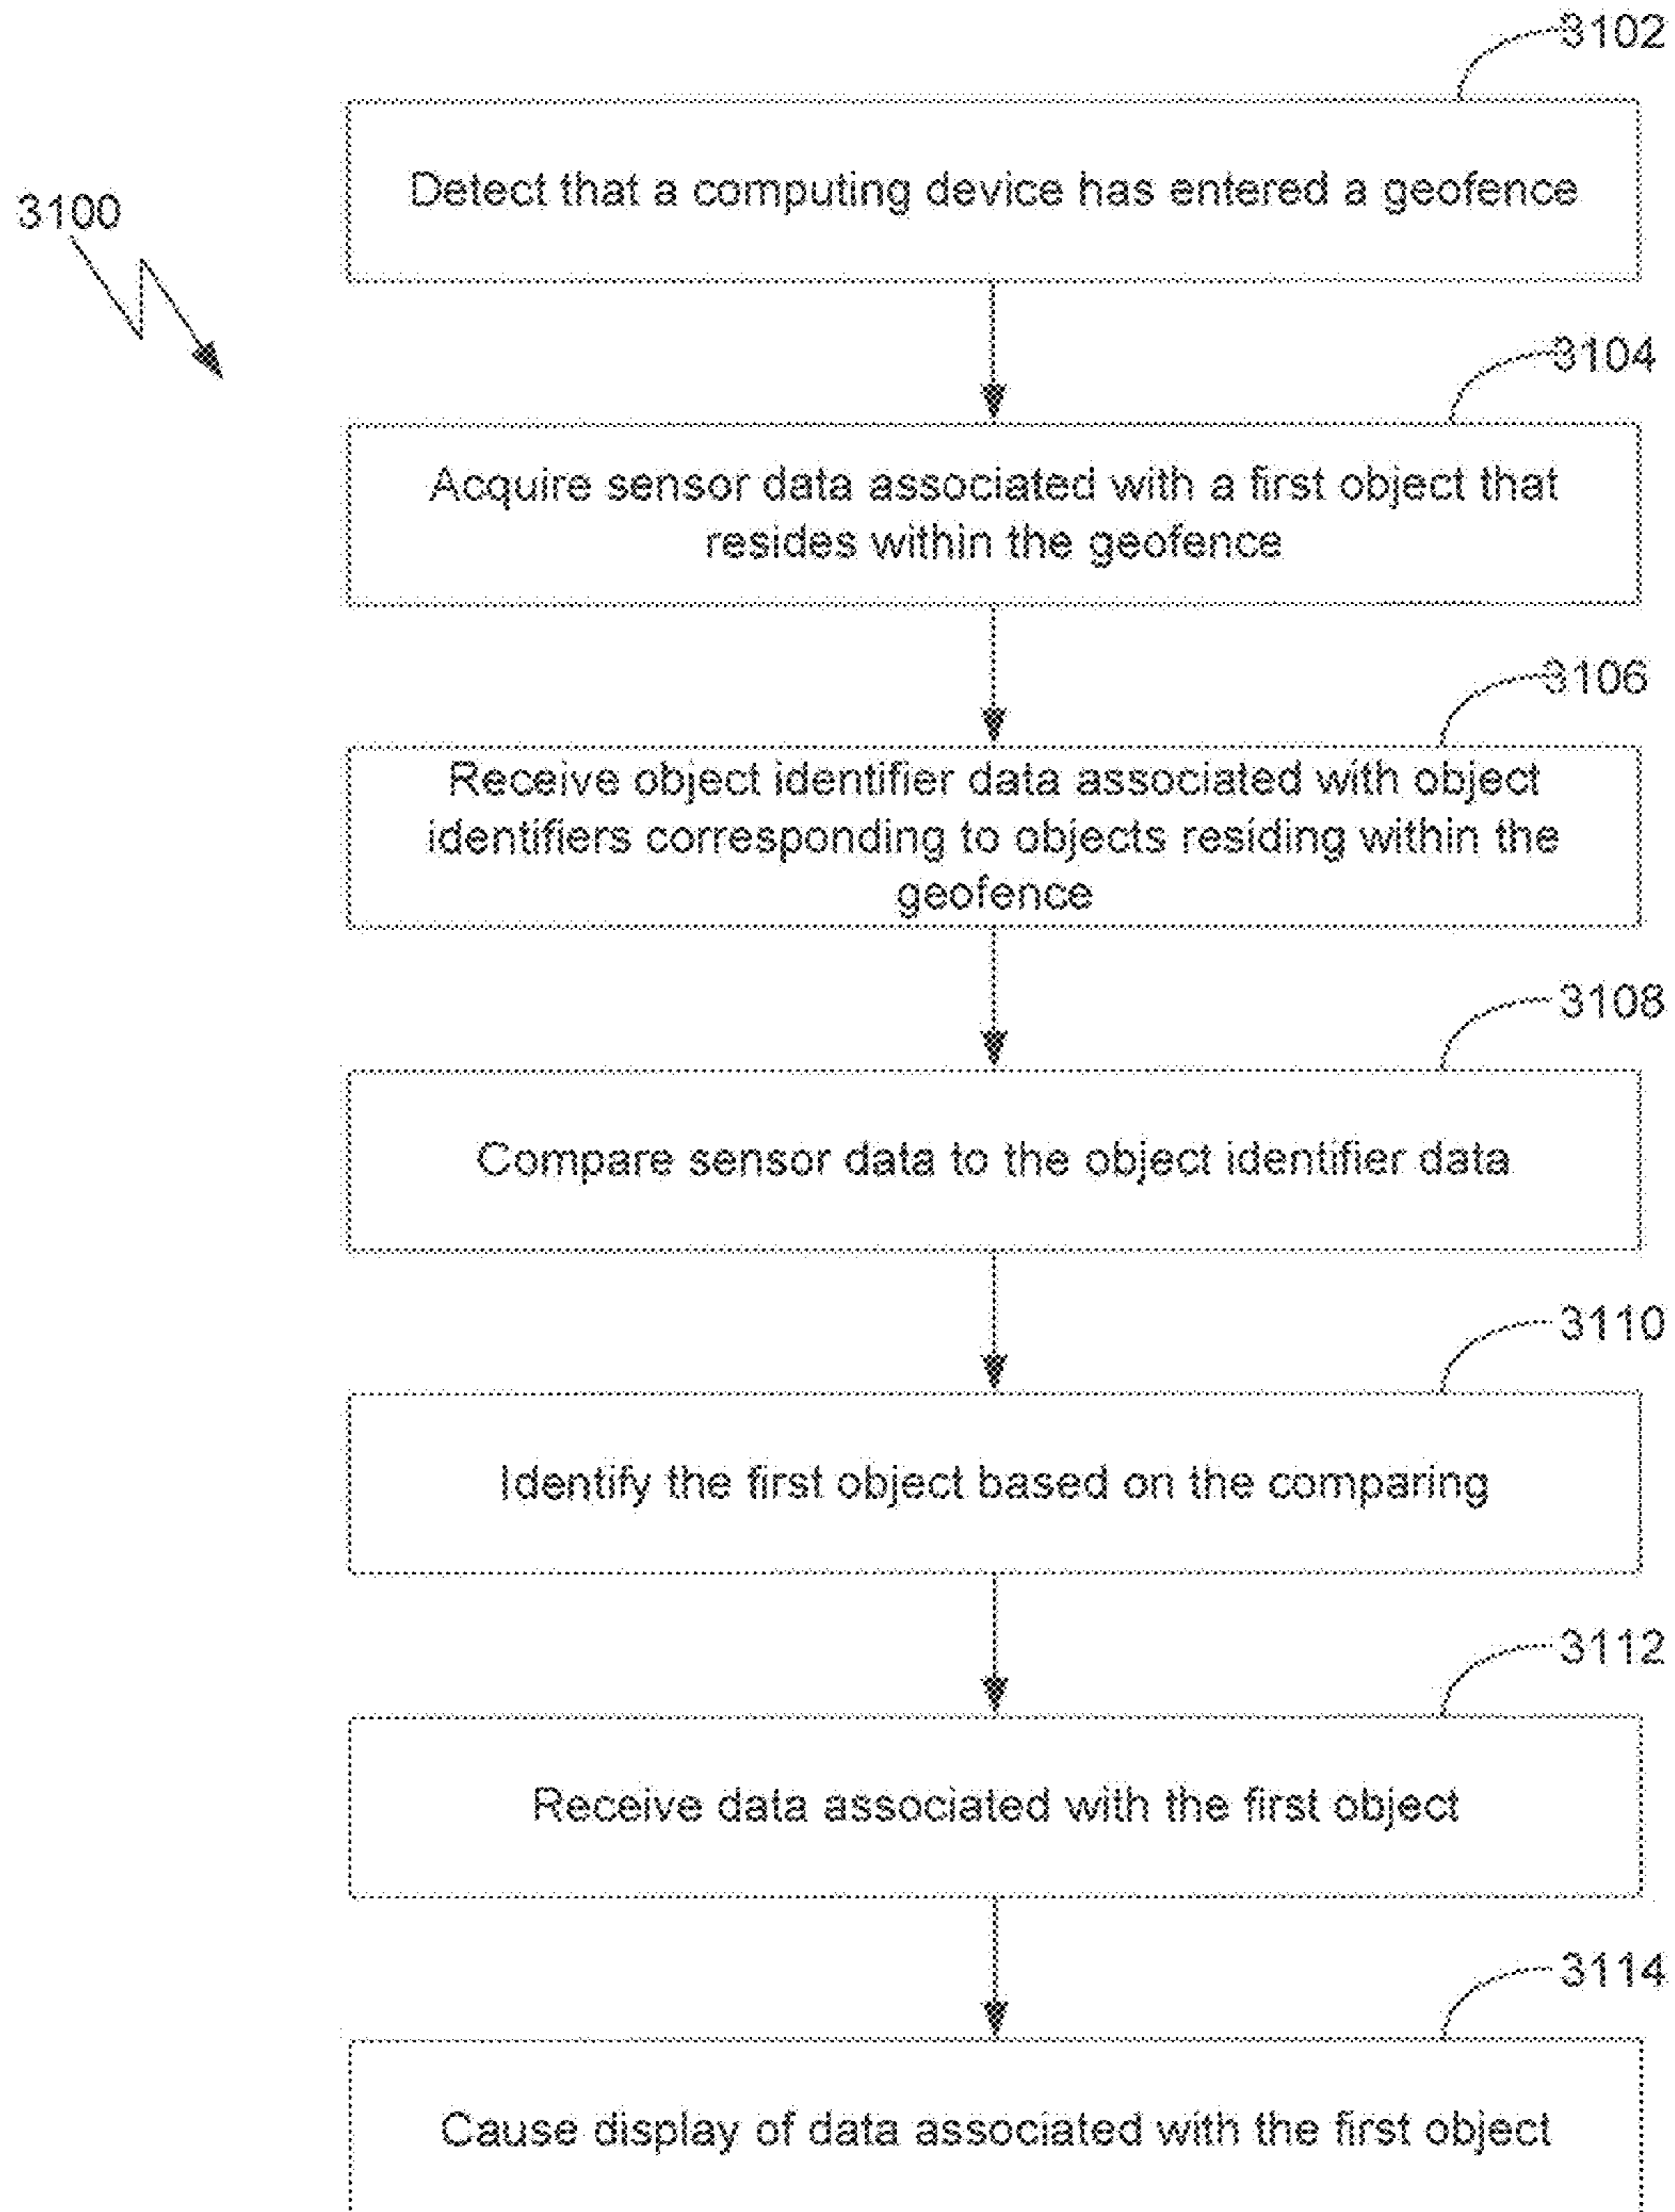 3102
Detect that a computing device has entered a geofence
3100
3104
Acquire sensor data associated with a first object that
resides within the geofence
3106
Receive object identifier data associated with object
identifiers corresponding to objects residing within the
geofence
3108
Compare sensor data to the object identifier data
3110
Identify the first object based on the comparing
3112
Receive data associated with the first object
3114
Cause display of data associated with the first object